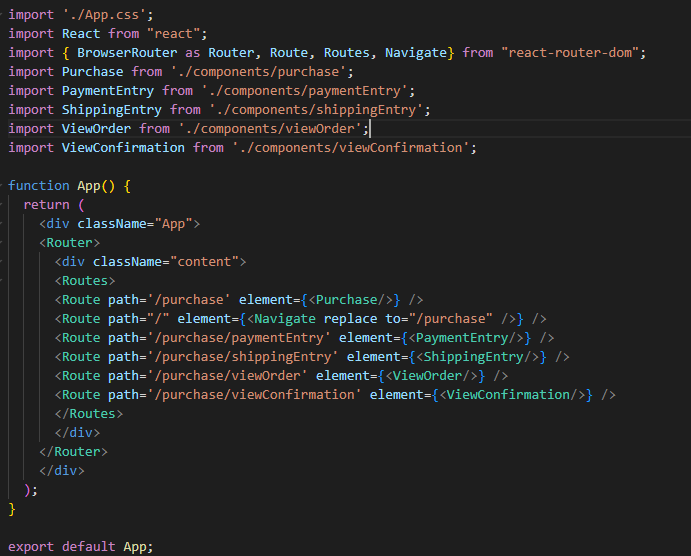 import './App.css';
import React from "react";
import { BrowserRouter as Router, Route, Routes, Navigate} from "react-router-dom";
import Purchase from './components/purchase';
import PaymentEntry from './components/paymentEntry';
import ShippingEntry from './components/shippingEntry';
import ViewOrder from './components/viewOrder';
import ViewConfirmation from './components/viewConfirmation';

function App() {
  return (
    <div className="App">
    <Router>
      <div className="content">
      <Routes>
      <Route path='/purchase' element={<Purchase/>} />
      <Route path="/" element={<Navigate replace to="/purchase" />} />
      <Route path='/purchase/paymentEntry' element={<PaymentEntry/>} />
      <Route path='/purchase/shippingEntry' element={<ShippingEntry/>} />
      <Route path='/purchase/viewOrder' element={<ViewOrder/>} />
      <Route path='/purchase/viewConfirmation' element={<ViewConfirmation/>} />
      </Routes>
      </div>
    </Router>
    </div>
  );
}

export default App;